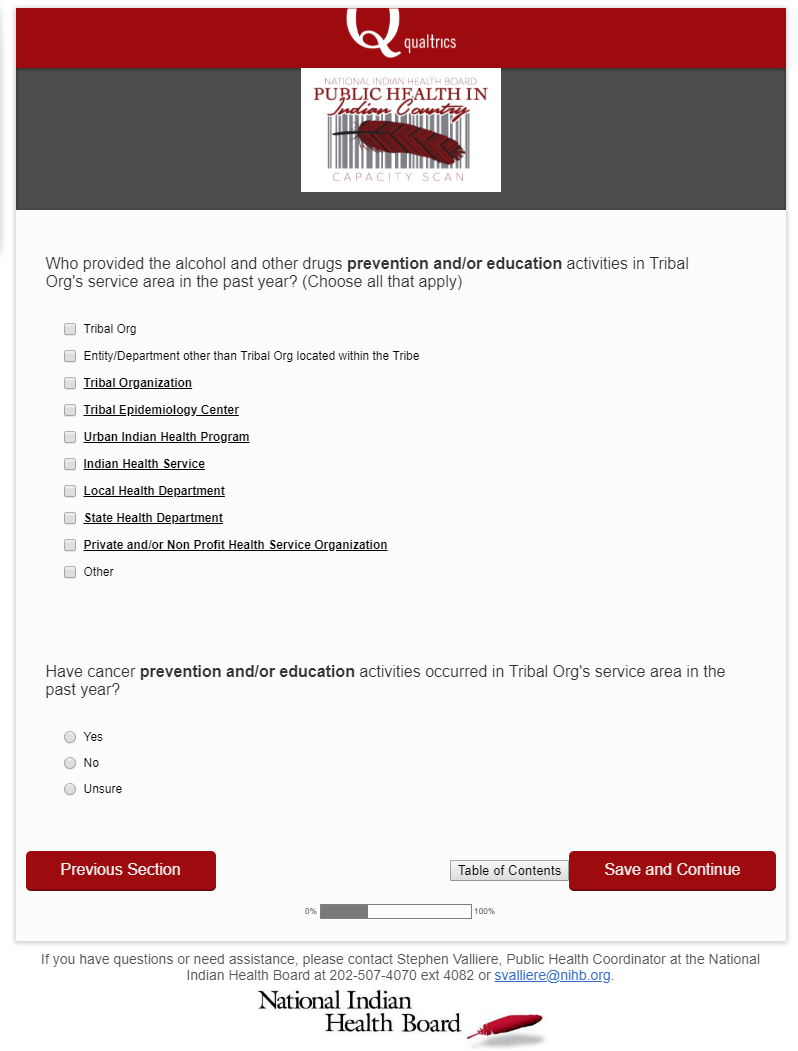 qualtrics
NATIONAL INDIAN HEALTH BOARD
PUBLIC HEALTH IN
Indian Country
CAPACITY SCAN
Who provided the alcohol and other drugs prevention and/or education activities in Tribal
Org's service area in the past year? (Choose all that apply)
Tribal Org
Entity/Department other than Tribal Org located within the Tribe
Tribal Organization
Tribal Epidemiology Center
Urban Indian Health Program
Indian Health Service
Local Health Department
State Health Department
Private and/or Non Profit Health Service Organization
Other
Have cancer prevention and/or education activities occurred in Tribal Org's service area in the
past year?
Yes
No
Unsure
Previous Section
Table of Contents
Save and Continue
0% 100%
If you have questions or need assistance, please contact Stephen Valliere, Public Health Coordinator at the National
Indian Health Board at 202-507-4070 ext 4082 or svalliere@nihb.org.
National Indian
Health Board